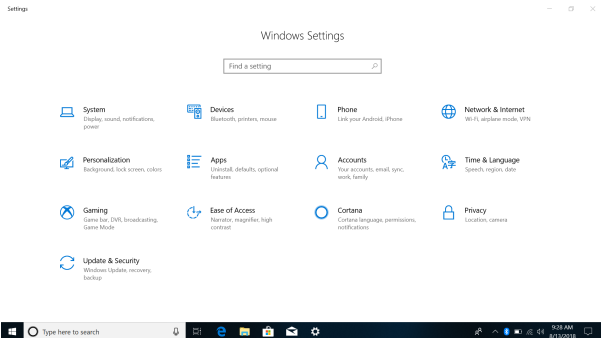 Settings
Windows Settings
Find a setting
System
Display, sound, notifications,
power
Devices
Bluetooth, printers, mouse
Phone
Link your Android, iPhone
Network & Internet
Wi-Fi, airplane mode, VPN
Personalization
Background, lock screen, colors
Apps
Uninstall, defaults, optional
features
Accounts
Your accounts, email, sync,
work, family
Time & Language
Speech, region, date
Gaming
Game bar, DVR, broadcasting,
Game Mode
Ease of Access
Narrator, magnifier, high
contrast
Cortana
Cortana language, permissions,
notifications
Privacy
Location, camera
Update & Security
Windows Update, recovery,
backup
Type here to search
9:28 AM
8/13/2018